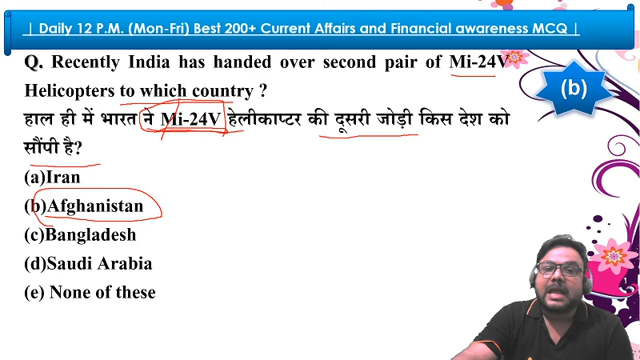 | Daily 12 P.M. (Mon-Fri) Best 200+ Current Affairs and Financial awareness MCQ |
Q. Recently India has handed over second pair of Mi-24V
Helicopters to which country ?
(b)
हाल ही में भारत ने Mi-24V हेलीकाप्टर की दूसरी जोड़ी किस देश को
सौंपी है?
(a)Iran
(b)Afghanistan
(c)Bangladesh
(d)Saudi Arabia
(e) None of these